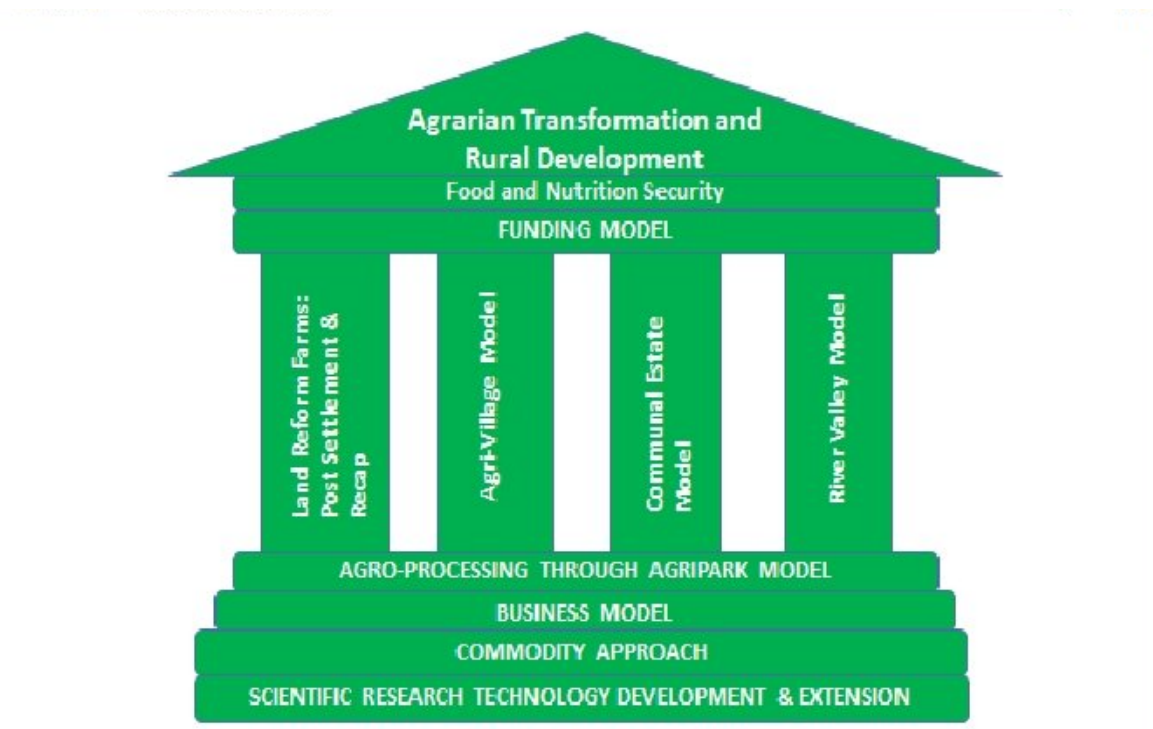 Agrarian Transformation and
Rural Development
Food and Nutrition Security
FUNDING MODEL
Land Reform Farms:
Post Settlement &
Recap
Agri-Village Model
Communal Estate
Model
River Valley Model
AGRO-PROCESSING THROUGH AGRIPARK MODEL
BUSINESS MODEL
COMMODITY APPROACH
SCIENTIFIC RESEARCH TECHNOLOGY DEVELOPMENT & EXTENSION